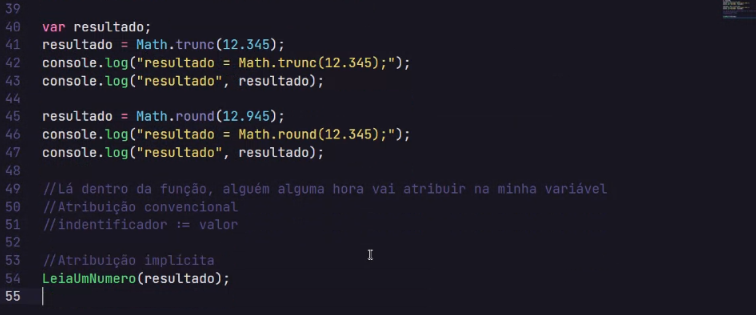 39
40 var resultado;
41 resultado = Math.trunc(12.345);
42 console.log("resultado = Math.trunc(12.345);");
43 console.log("resultado", resultado);
44
45 resultado = Math.round(12.945);
46 console.log("resultado = Math.round(12.345);");
47 console.log("resultado", resultado);
48
49 //Lá dentro da função, alguém alguma hora vai atribuir na minha variável
50 //Atribuição convencional
51 //indentificador := valor
52
53 //Atribuição implicita
54 LeiaUmNumero(resultado);
55